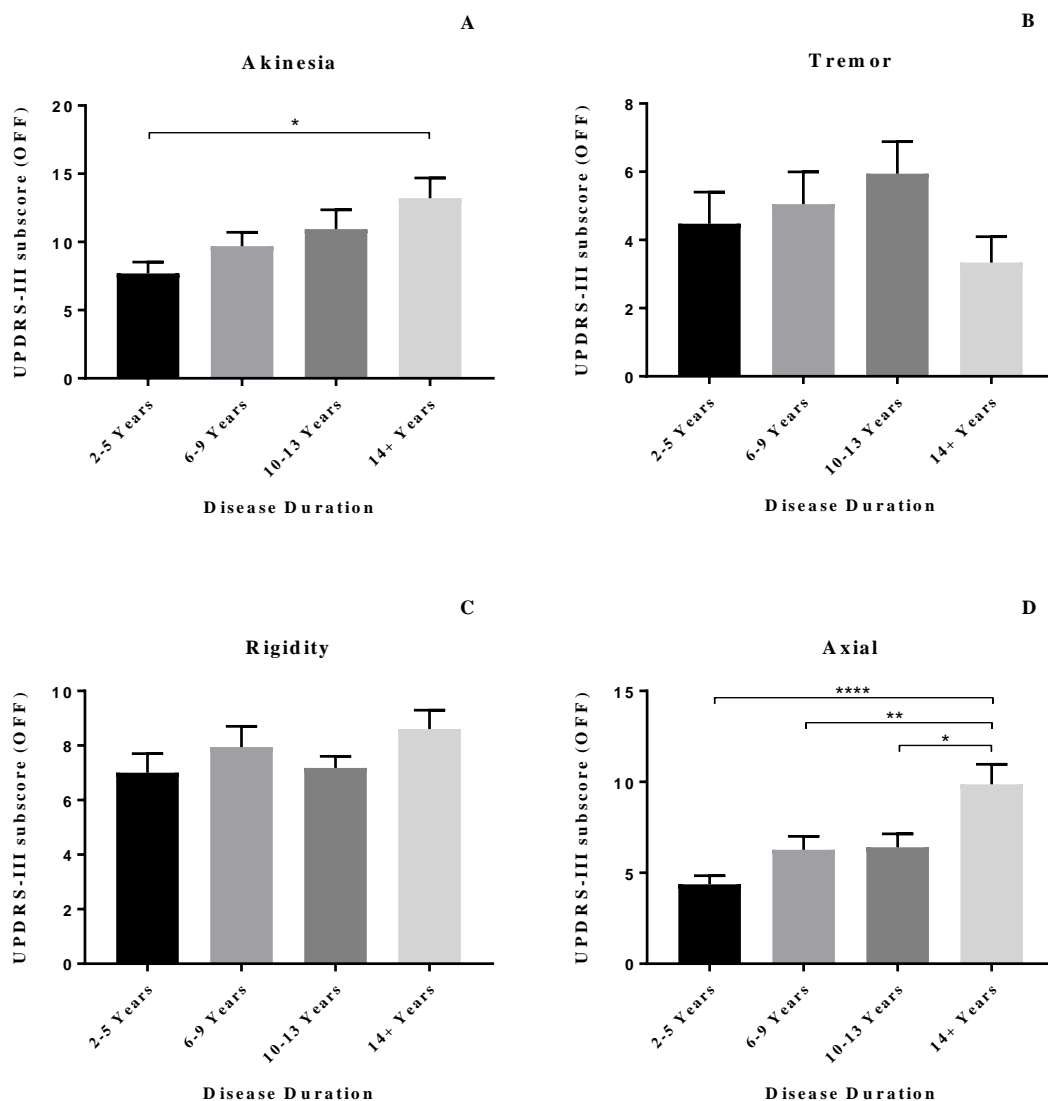 A
Akinesia
UPDRS-III subscore (OFF)
20
15
10
5
0
*
2-5 Years
6-9 Years
10-13 Years
14+ Years
Disease Duration
B
Tremor
UPDRS-III subscore (OFF)
8
6
4
2
0
2-5 Years
6-9 Years
10-13 Years
14+ Years
Disease Duration
C
Rigidity
UPDRS-III subscore (OFF)
10
8
6
4
2
0
2-5 Years
6-9 Years
10-13 Years
14+ Years
Disease Duration
D
Axial
UPDRS-III subscore (OFF)
15
10
5
0
****
**
*
2-5 Years
6-9 Years
10-13 Years
14+ Years
Disease Duration